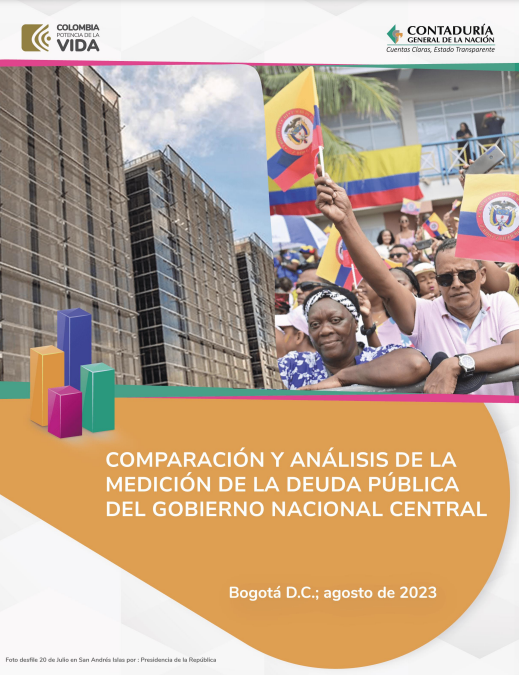 COLOMBIA
POTENCIA DE LA
VIDA
CONTADURÍA
GENERAL DE LA NACIÓN
Cuentas Claras, Estado Transparente
COMPARACIÓN Y ANÁLISIS DE LA
MEDICIÓN DE LA DEUDA PÚBLICA
DEL GOBIERNO NACIONAL CENTRAL
Bogotá D.C.; agosto de 2023
Foto desfile 20 de Julio en San Andrés Islas por : Presidencia de la República